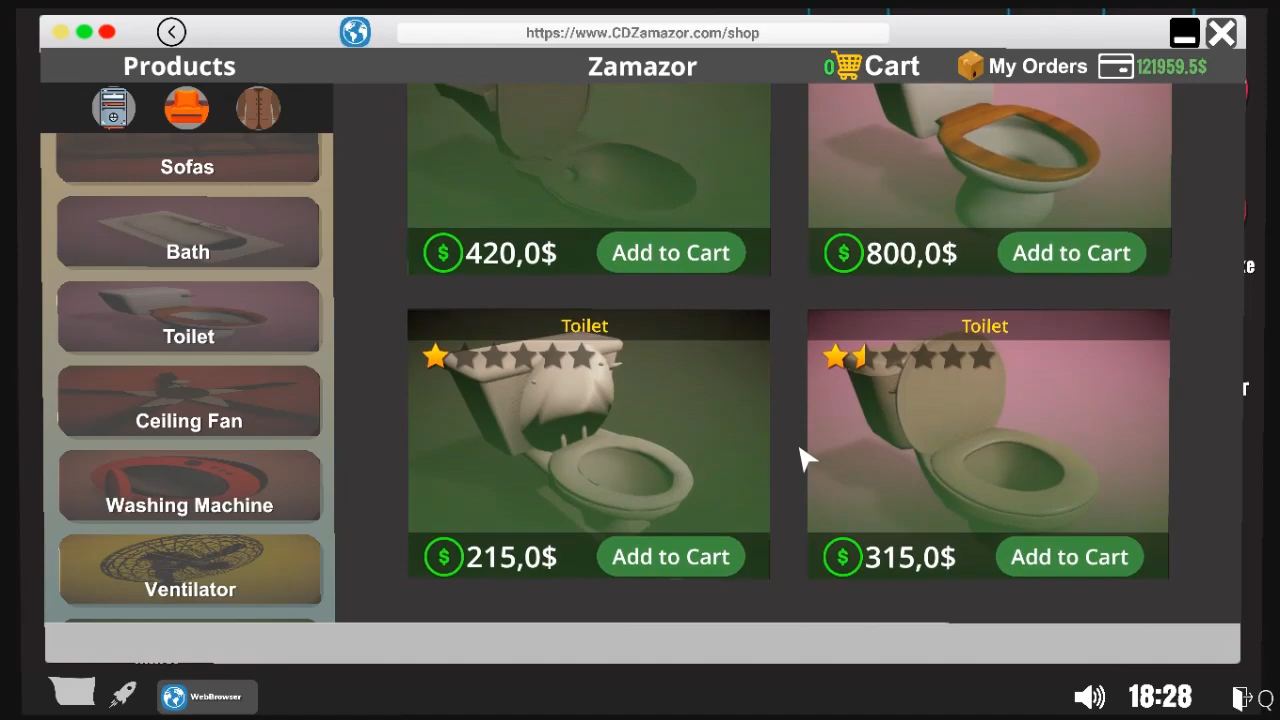 https://www.CDZamazor.com/shop
Products
Zamazor
0 Cart
My Orders
121959.5$
Sofas
Bath
Toilet
Ceiling Fan
Washing Machine
Ventilator
420,0$ Add to Cart
800,0$ Add to Cart
Toilet
215,0$ Add to Cart
Toilet
315,0$ Add to Cart
WebBrowser
18:28
Q